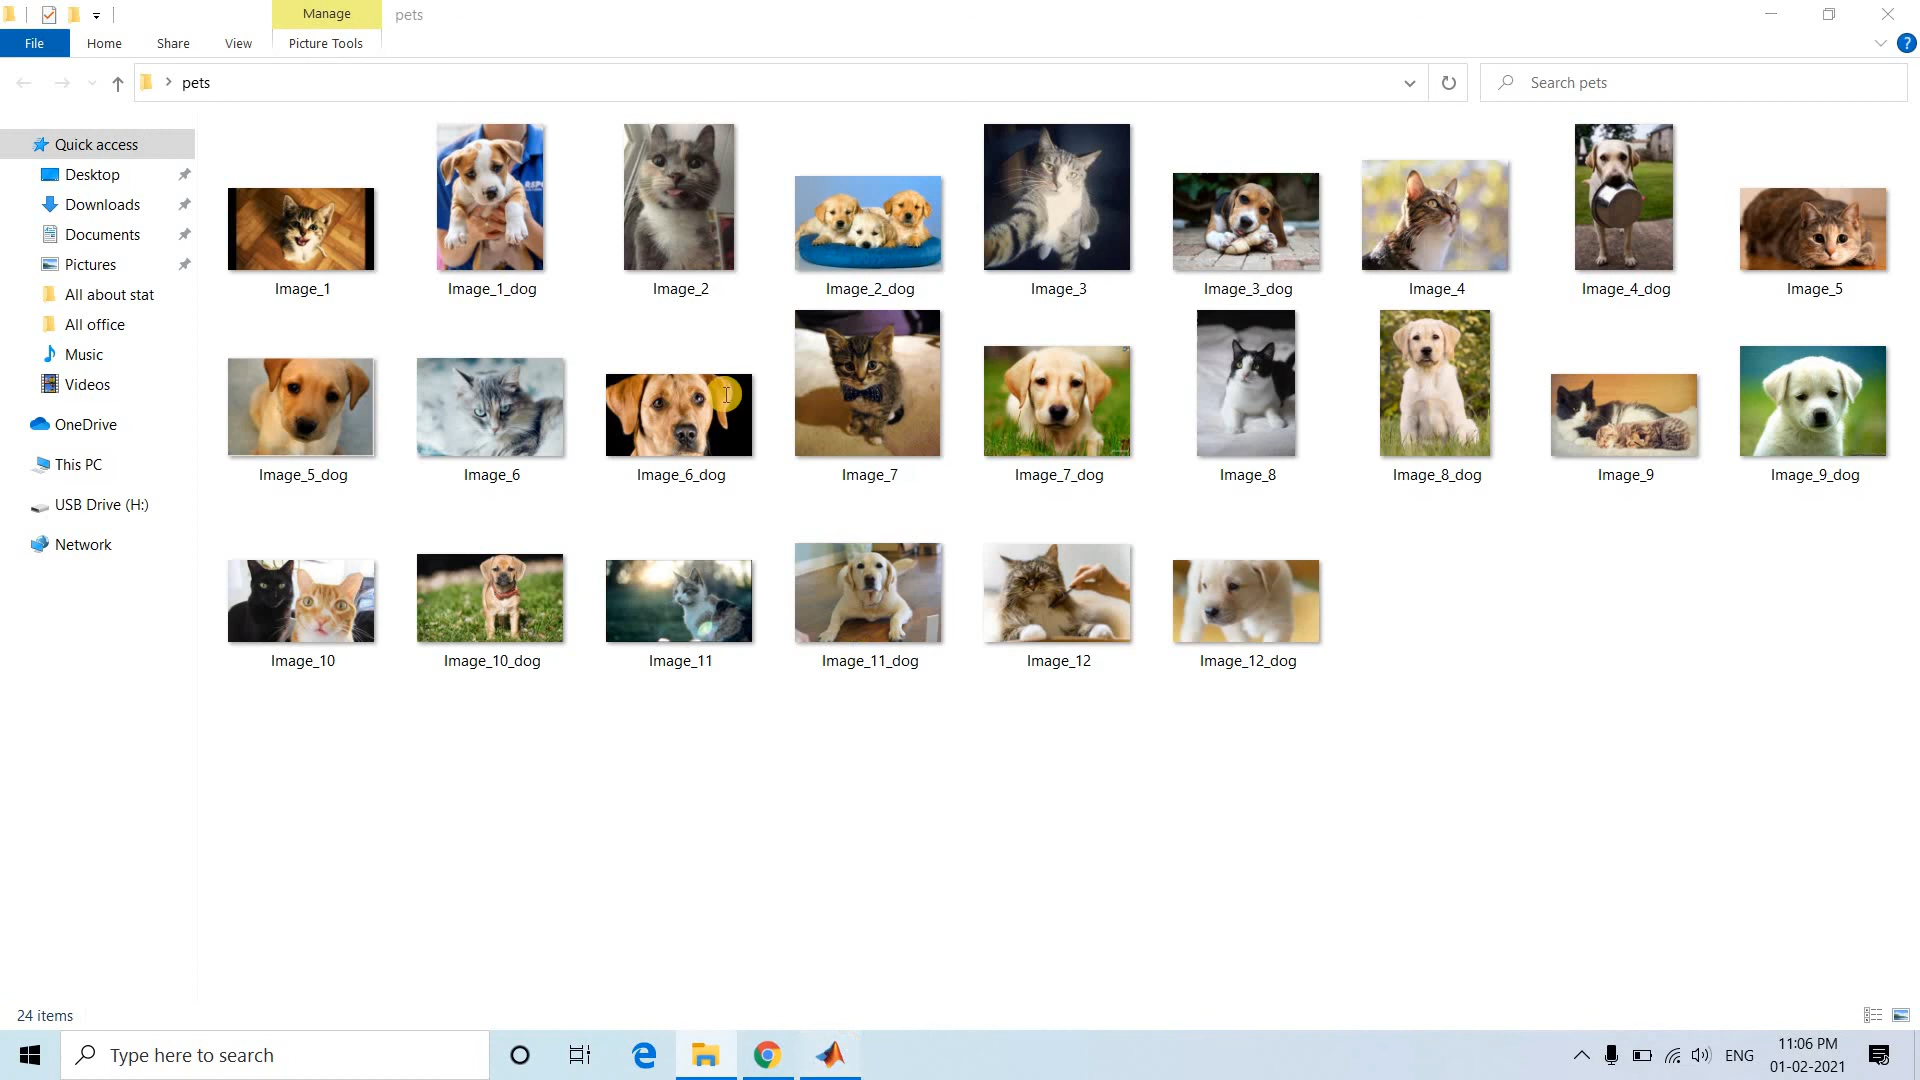 Manage
pets
File
Home
Share
View
Picture Tools
pets
Search pets
Quick access
Desktop
Downloads
Documents
Pictures
All about stat
All office
Music
Videos
OneDrive
This PC
USB Drive (H:)
Network
Image_1
Image_1_dog
Image_2
Image_2_dog
Image_3
Image_3_dog
Image_4
Image_4_dog
Image_5
Image_5_dog
Image_6
Image_6_dog
Image_7
Image_7_dog
Image_8
Image_8_dog
Image_9
Image_9_dog
Image_10
Image_10_dog
Image_11
Image_11_dog
Image_12
Image_12_dog
24 items
Type here to search
ENG
11:06 PM
01-02-2021